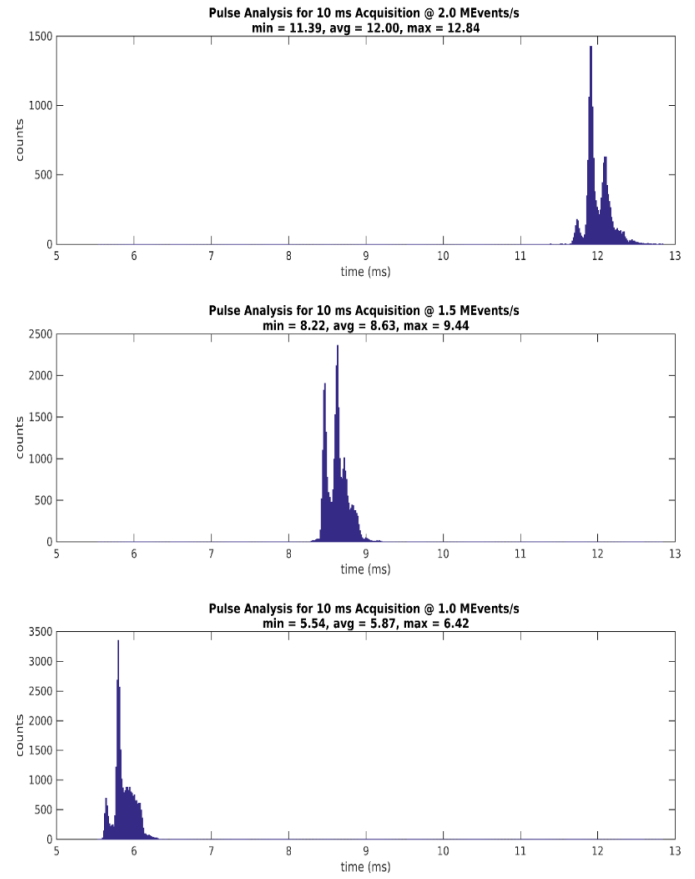 Pulse Analysis for 10 ms Acquisition @ 2.0 MEvents/s
min = 11.39, avg = 12.00, max = 12.84
1500
1000
500
0
counts
5 6 7 8 9 10 11 12 13
time (ms)
Pulse Analysis for 10 ms Acquisition @ 1.5 MEvents/s
min = 8.22, avg = 8.63, max = 9.44
2500
2000
1500
1000
500
0
counts
5 6 7 8 9 10 11 12 13
time (ms)
Pulse Analysis for 10 ms Acquisition @ 1.0 MEvents/s
min = 5.54, avg = 5.87, max = 6.42
3500
3000
2500
2000
1500
1000
500
0
counts
5 6 7 8 9 10 11 12 13
time (ms)